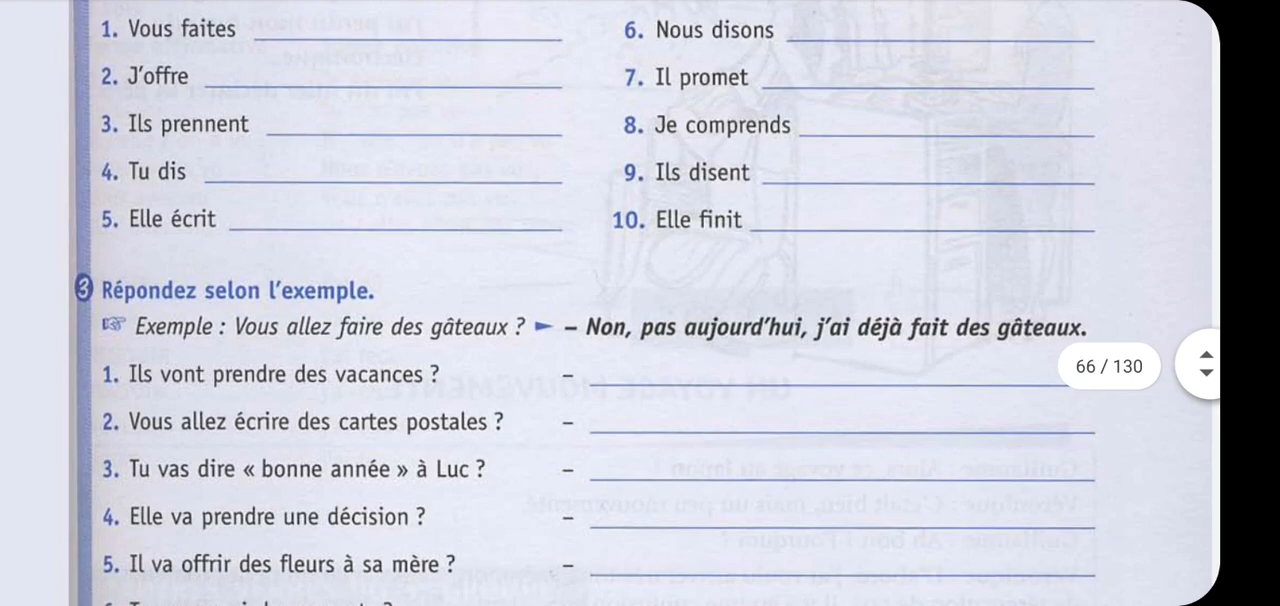 1. Vous faites
2. J'offre
3. Ils prennent
4. Tu dis
5. Elle écrit
6. Nous disons
7. Il promet
8. Je comprends
9. Ils disent
10. Elle finit
3 Répondez selon l'exemple.
☞ Exemple : Vous allez faire des gâteaux ? ► – Non, pas aujourd'hui, j'ai déjà fait des gâteaux.
1. Ils vont prendre des vacances ? –
66 / 130
2. Vous allez écrire des cartes postales ? –
3. Tu vas dire « bonne année » à Luc ? –
4. Elle va prendre une décision ? –
5. Il va offrir des fleurs à sa mère ? –